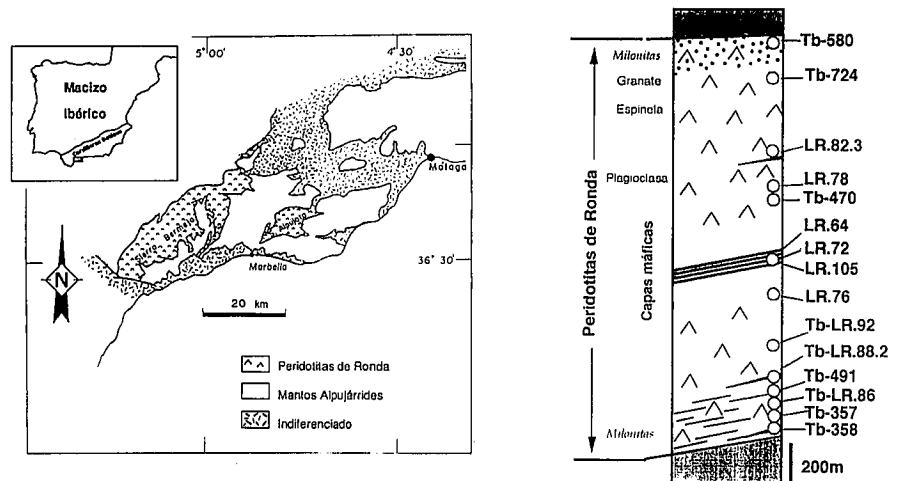 5° 00'
4° 30'
Macizo
Ibérico
Málaga
Sierra Bermeja
Marbella
36° 30'
N
20 km
Peridotitas de Ronda
Mantos Alpujárrides
Indiferenciado
Peridotitas de Ronda
Milonitas
Granate
Espinela
Plagioclasa
Capas máficas
Milonitas
Tb-580
Tb-724
LR.82.3
LR.78
Tb-470
LR.64
LR.72
LR.105
LR.76
Tb-LR.92
Tb-LR.88.2
Tb-491
Tb-LR.86
Tb-357
Tb-358
200m